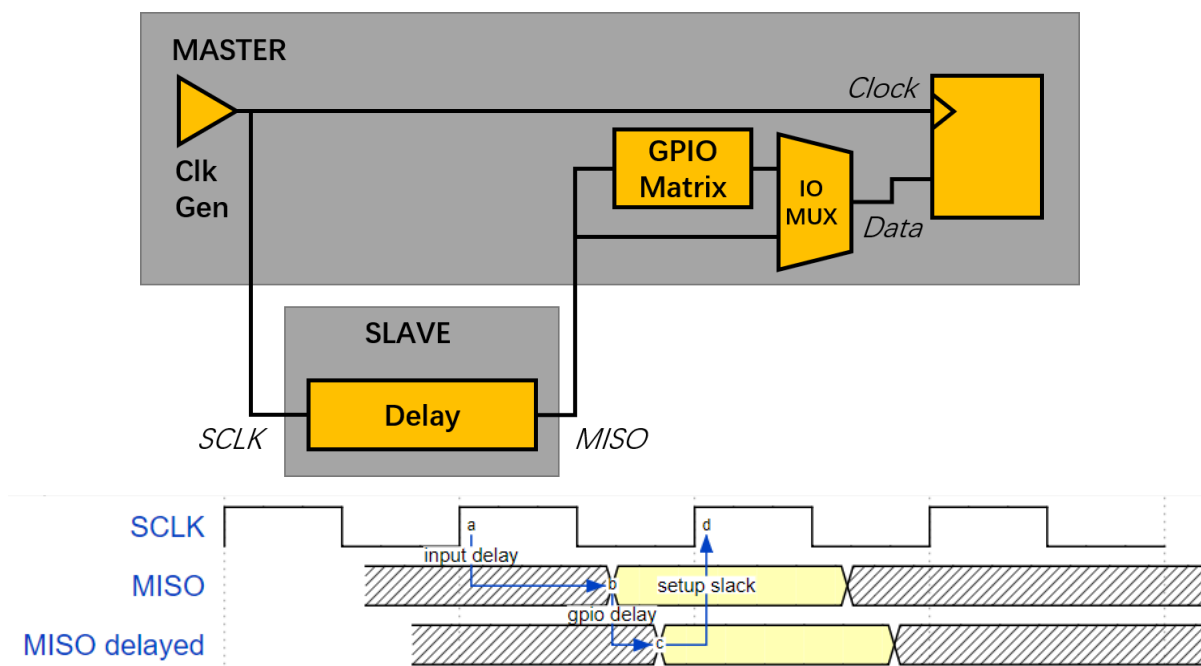 MASTER
Clock
Clk
Gen
GPIO
Matrix
IO
MUX
Data
SLAVE
Delay
SCLK
MISO
SCLK
a
d
input delay
MISO
b
setup slack
gpio delay
MISO delayed
c